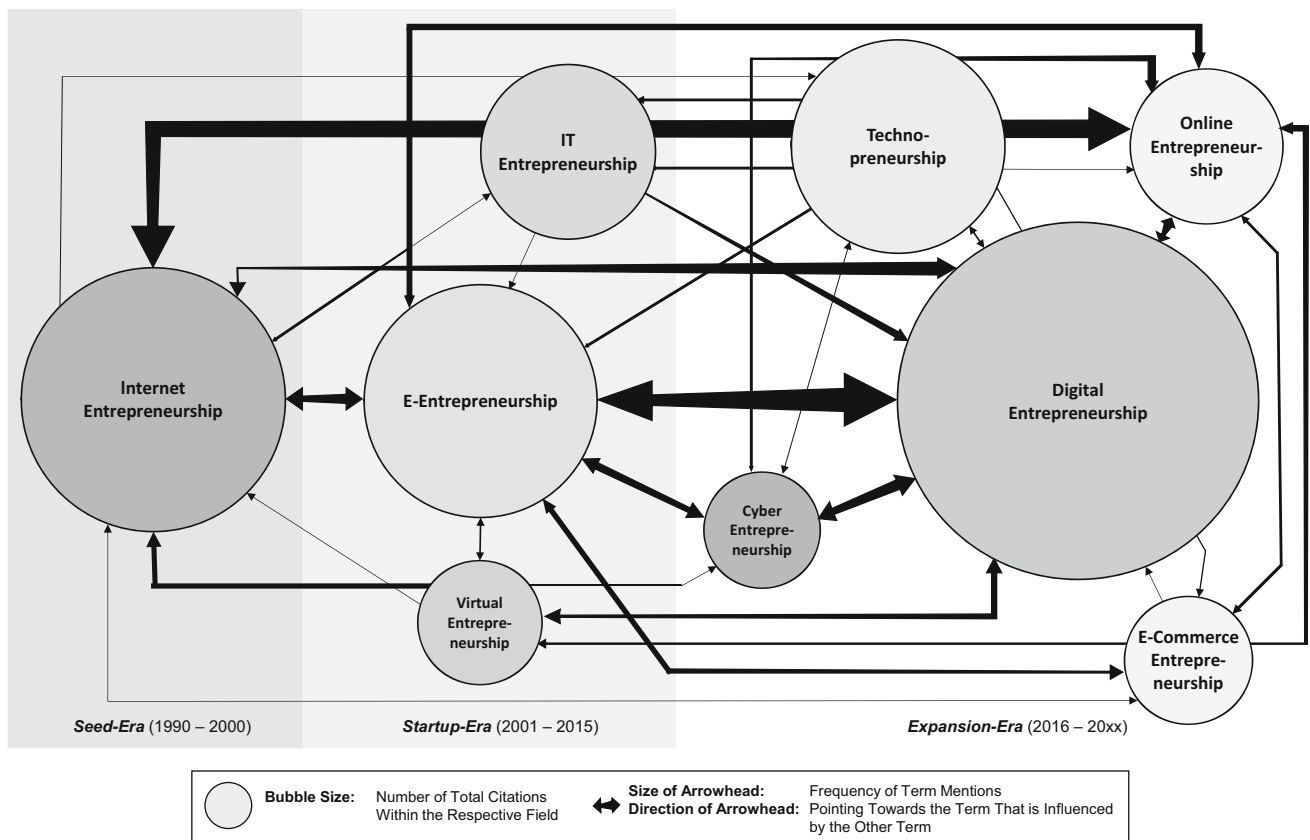 IT
Entrepreneurship
Techno-
preneurship
Online
Entrepreneur-
ship
Internet
Entrepreneurship
E-Entrepreneurship
Digital
Entrepreneurship
Cyber
Entrepre-
neurship
Virtual
Entrepre-
neurship
E-Commerce
Entrepre-
neurship
Seed-Era (1990 – 2000)
Startup-Era (2001 – 2015)
Expansion-Era (2016 – 20xx)
Bubble Size: Number of Total Citations
Within the Respective Field
Size of Arrowhead: Frequency of Term Mentions
Direction of Arrowhead: Pointing Towards the Term That is Influenced
by the Other Term